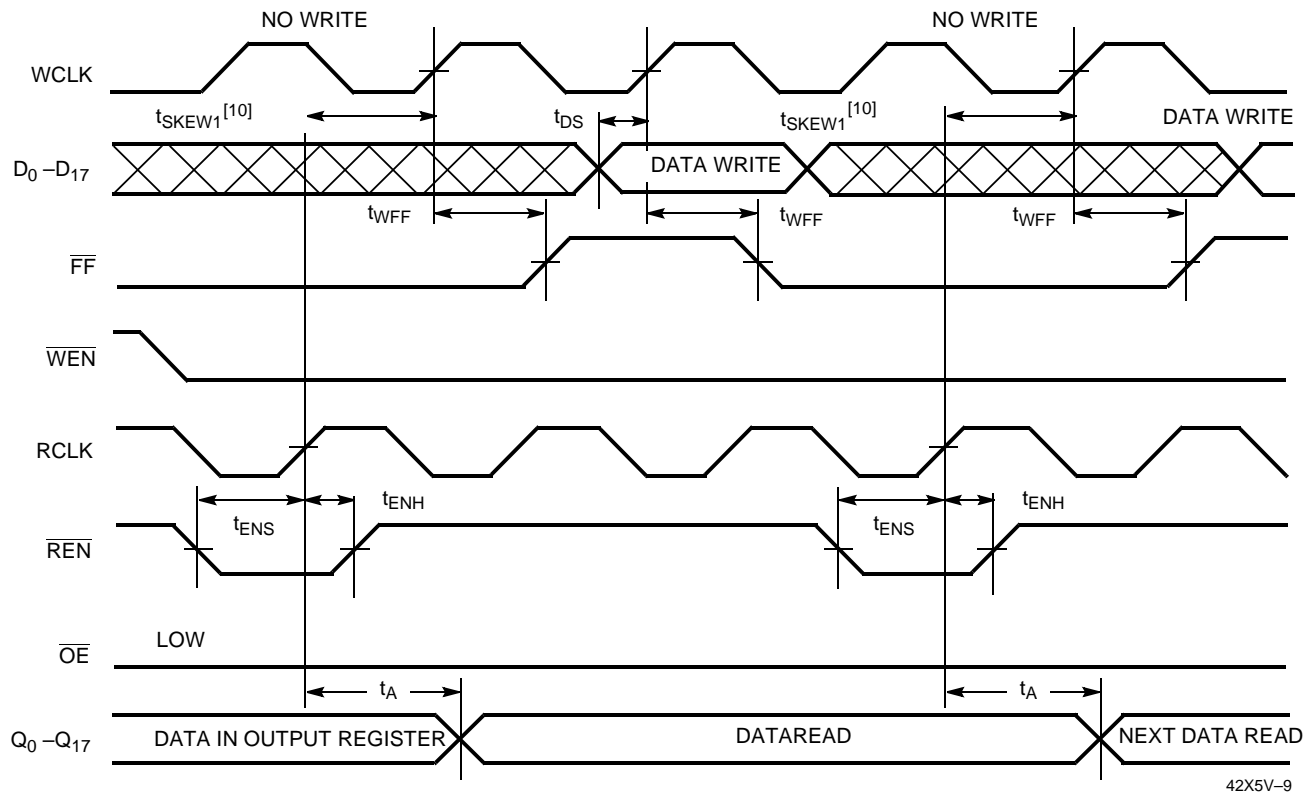 NO WRITE NO WRITE
WCLK
tSKEW1[10] tDS tSKEW1[10] DATA WRITE
D0 –D17 DATA WRITE
tWFF tWFF tWFF
FF
WEN
RCLK
tENS tENH tENS tENH
REN
LOW
OE
tA tA
Q0 –Q17 DATA IN OUTPUT REGISTER DATAREAD NEXT DATA READ
42X5V–9